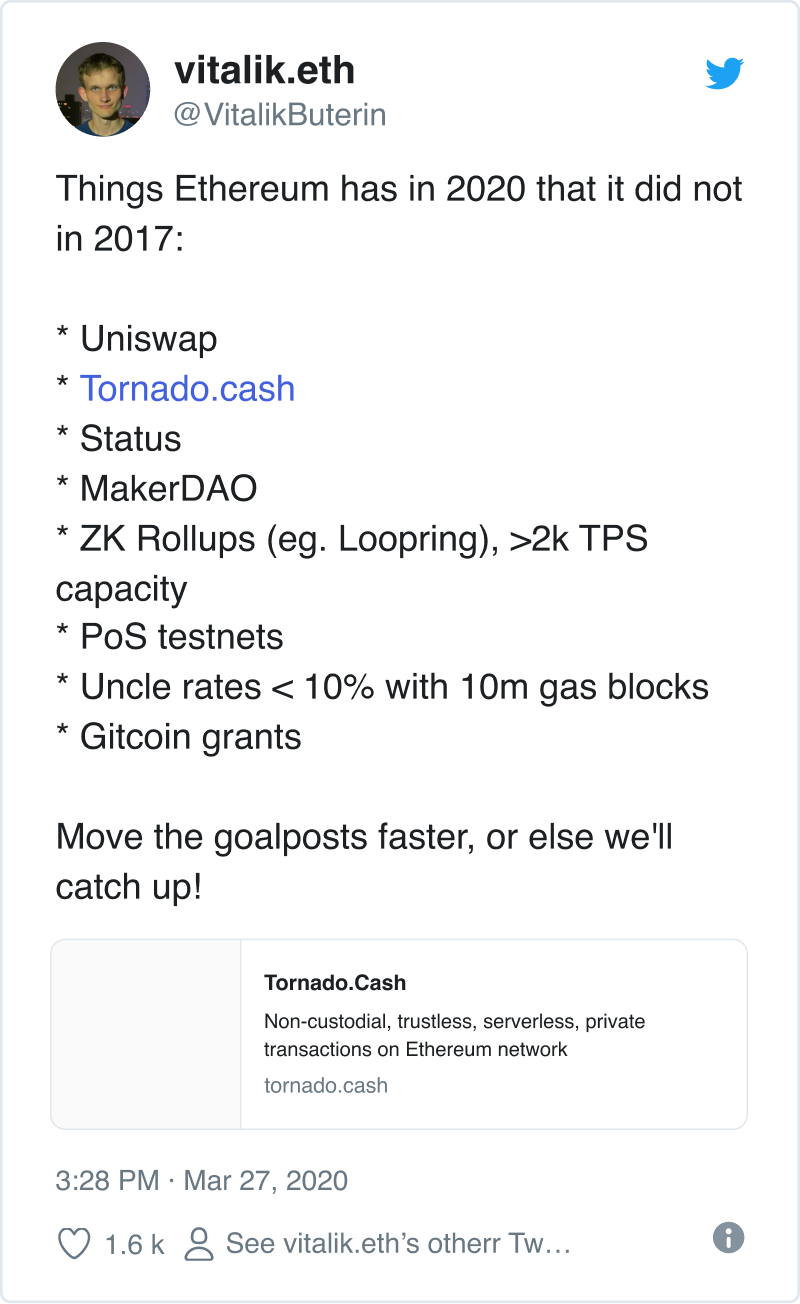 vitalik.eth
@VitalikButerin
Things Ethereum has in 2020 that it did not
in 2017:
* Uniswap
* Tornado.cash
* Status
* MakerDAO
* ZK Rollups (eg. Loopring), >2k TPS
capacity
* PoS testnets
* Uncle rates < 10% with 10m gas blocks
* Gitcoin grants
Move the goalposts faster, or else we'll
catch up!
Tornado.Cash
Non-custodial, trustless, serverless, private
transactions on Ethereum network
tornado.cash
3:28 PM · Mar 27, 2020
1.6 k See vitalik.eth’s otherr Tw…